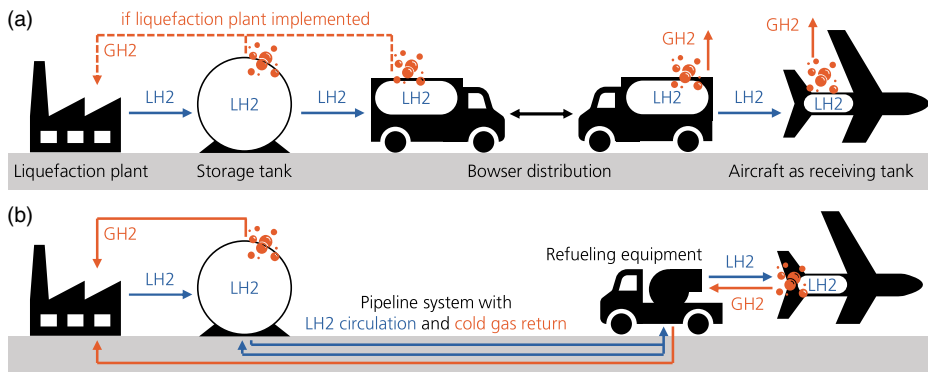 (a)
if liquefaction plant implemented
GH2
GH2
GH2
LH2
LH2
LH2
LH2
LH2
LH2
LH2
Liquefaction plant
Storage tank
Bowser distribution
Aircraft as receiving tank
(b)
GH2
Refueling equipment
LH2
LH2
LH2
LH2
GH2
Pipeline system with
LH2 circulation and cold gas return